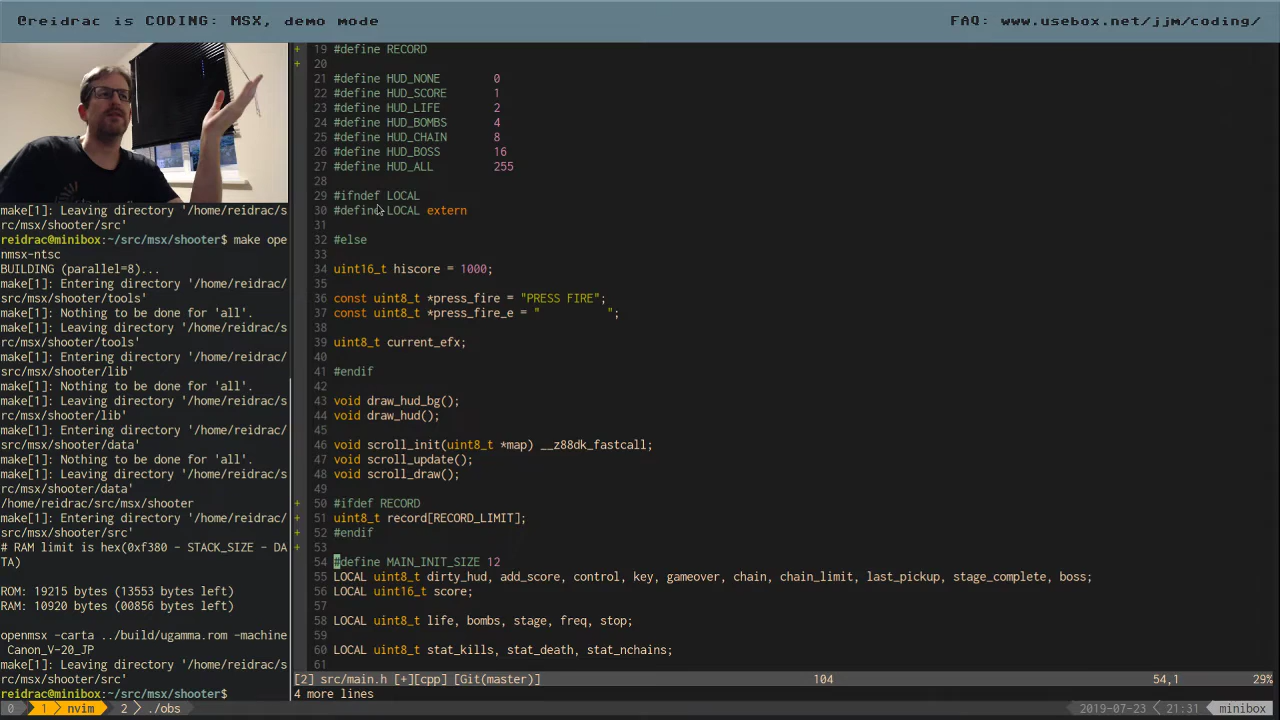 @reidrac is CODING: MSX, demo mode
FAQ: www.usebox.net/jjm/coding/
make[1]: Leaving directory '/home/reidrac/s
rc/msx/shooter/src'
reidrac@minibox:~/src/msx/shooter$ make ope
nmsx-ntsc
BUILDING (parallel=8)...
make[1]: Entering directory '/home/reidrac/
src/msx/shooter/tools'
make[1]: Nothing to be done for 'all'.
make[1]: Leaving directory '/home/reidrac/s
rc/msx/shooter/tools'
make[1]: Entering directory '/home/reidrac/
src/msx/shooter/lib'
make[1]: Nothing to be done for 'all'.
make[1]: Leaving directory '/home/reidrac/s
rc/msx/shooter/lib'
make[1]: Entering directory '/home/reidrac/
src/msx/shooter/data'
make[1]: Nothing to be done for 'all'.
make[1]: Leaving directory '/home/reidrac/s
rc/msx/shooter/data'
/home/reidrac/src/msx/shooter
make[1]: Entering directory '/home/reidrac/
src/msx/shooter/src'
# RAM limit is hex(0xf380 - STACK_SIZE - DA
TA)
ROM: 19215 bytes (13553 bytes left)
RAM: 10920 bytes (00856 bytes left)
openmsx -carta ../build/ugamma.rom -machine
Canon_V-20_JP
make[1]: Leaving directory '/home/reidrac/s
rc/msx/shooter/src'
reidrac@minibox:~/src/msx/shooter$
+ 19 #define RECORD
+ 20
21 #define HUD_NONE 0
22 #define HUD_SCORE 1
23 #define HUD_LIFE 2
24 #define HUD_BOMBS 4
25 #define HUD_CHAIN 8
26 #define HUD_BOSS 16
27 #define HUD_ALL 255
28
29 #ifndef LOCAL
30 #define LOCAL extern
31
32 #else
33
34 uint16_t hiscore = 1000;
35
36 const uint8_t *press_fire = "PRESS FIRE";
37 const uint8_t *press_fire_e = "          ";
38
39 uint8_t current_efx;
40
41 #endif
42
43 void draw_hud_bg();
44 void draw_hud();
45
46 void scroll_init(uint8_t *map) __z88dk_fastcall;
47 void scroll_update();
48 void scroll_draw();
49
+ 50 #ifdef RECORD
+ 51 uint8_t record[RECORD_LIMIT];
+ 52 #endif
+ 53
54 #define MAIN_INIT_SIZE 12
55 LOCAL uint8_t dirty_hud, add_score, control, key, gameover, chain, chain_limit, last_pickup, stage_complete, boss;
56 LOCAL uint16_t score;
57
58 LOCAL uint8_t life, bombs, stage, freq, stop;
59
60 LOCAL uint8_t stat_kills, stat_death, stat_nchains;
61
[2] src/main.h [+][cpp] [Git(master)] 104 54,1 29%
4 more lines
0 1 nvim 2 ./obs 2019-07-23 21:31 minibox